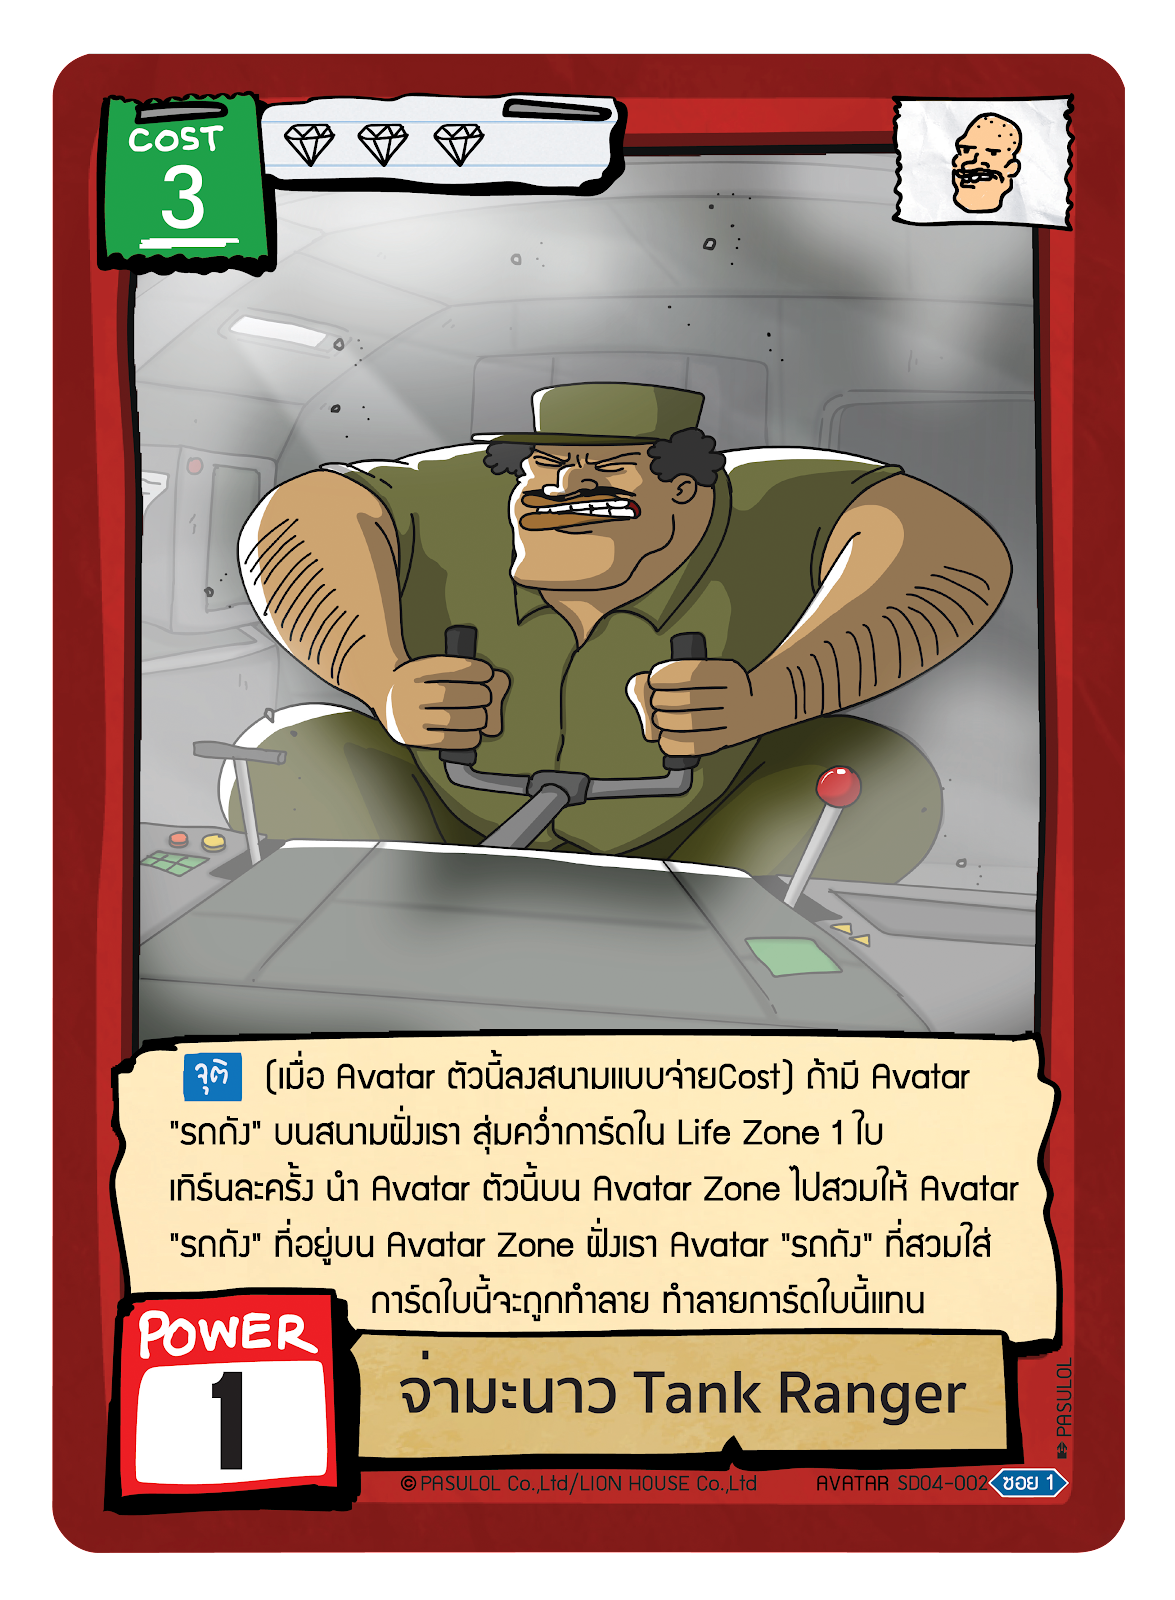 COST
3
จุติ (เมื่อ Avatar ตัวนี้ลงสนามแบบจ่ายCost) ถ้ามี Avatar
"รถถัง" บนสนามฝั่งเรา สุ่มคว่ำการ์ดใน Life Zone 1 ใบ
เทิร์นละครั้ง นำ Avatar ตัวนี้บน Avatar Zone ไปสวมให้ Avatar
"รถถัง" ที่อยู่บน Avatar Zone ฝั่งเรา Avatar "รถถัง" ที่สวมใส่
การ์ดใบนี้จะถูกทำลาย ทำลายการ์ดใบนี้แทน
POWER
1
จ่ามะนาว Tank Ranger
PASULOL
© PASULOL Co.,Ltd/LION HOUSE Co.,Ltd
AVATAR SD04-002 ซอย 1